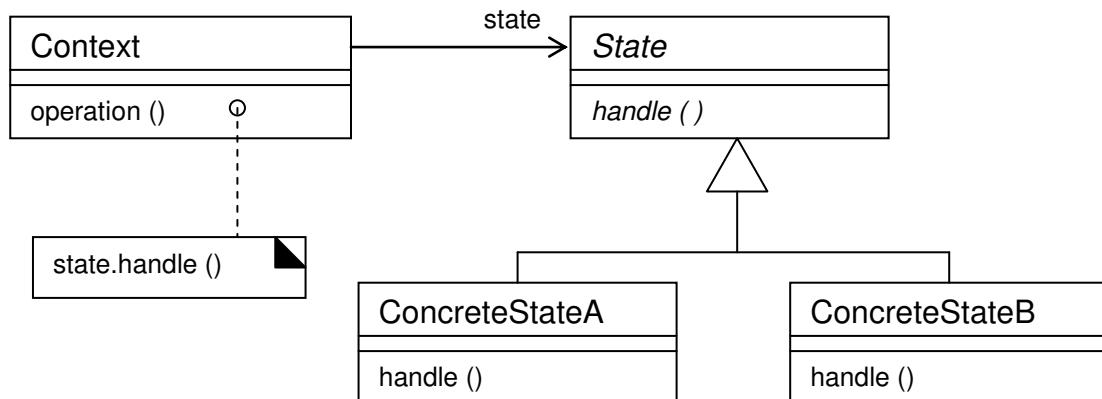 state
Context
State
operation ()
handle ( )
state.handle ()
ConcreteStateA
ConcreteStateB
handle ()
handle ()